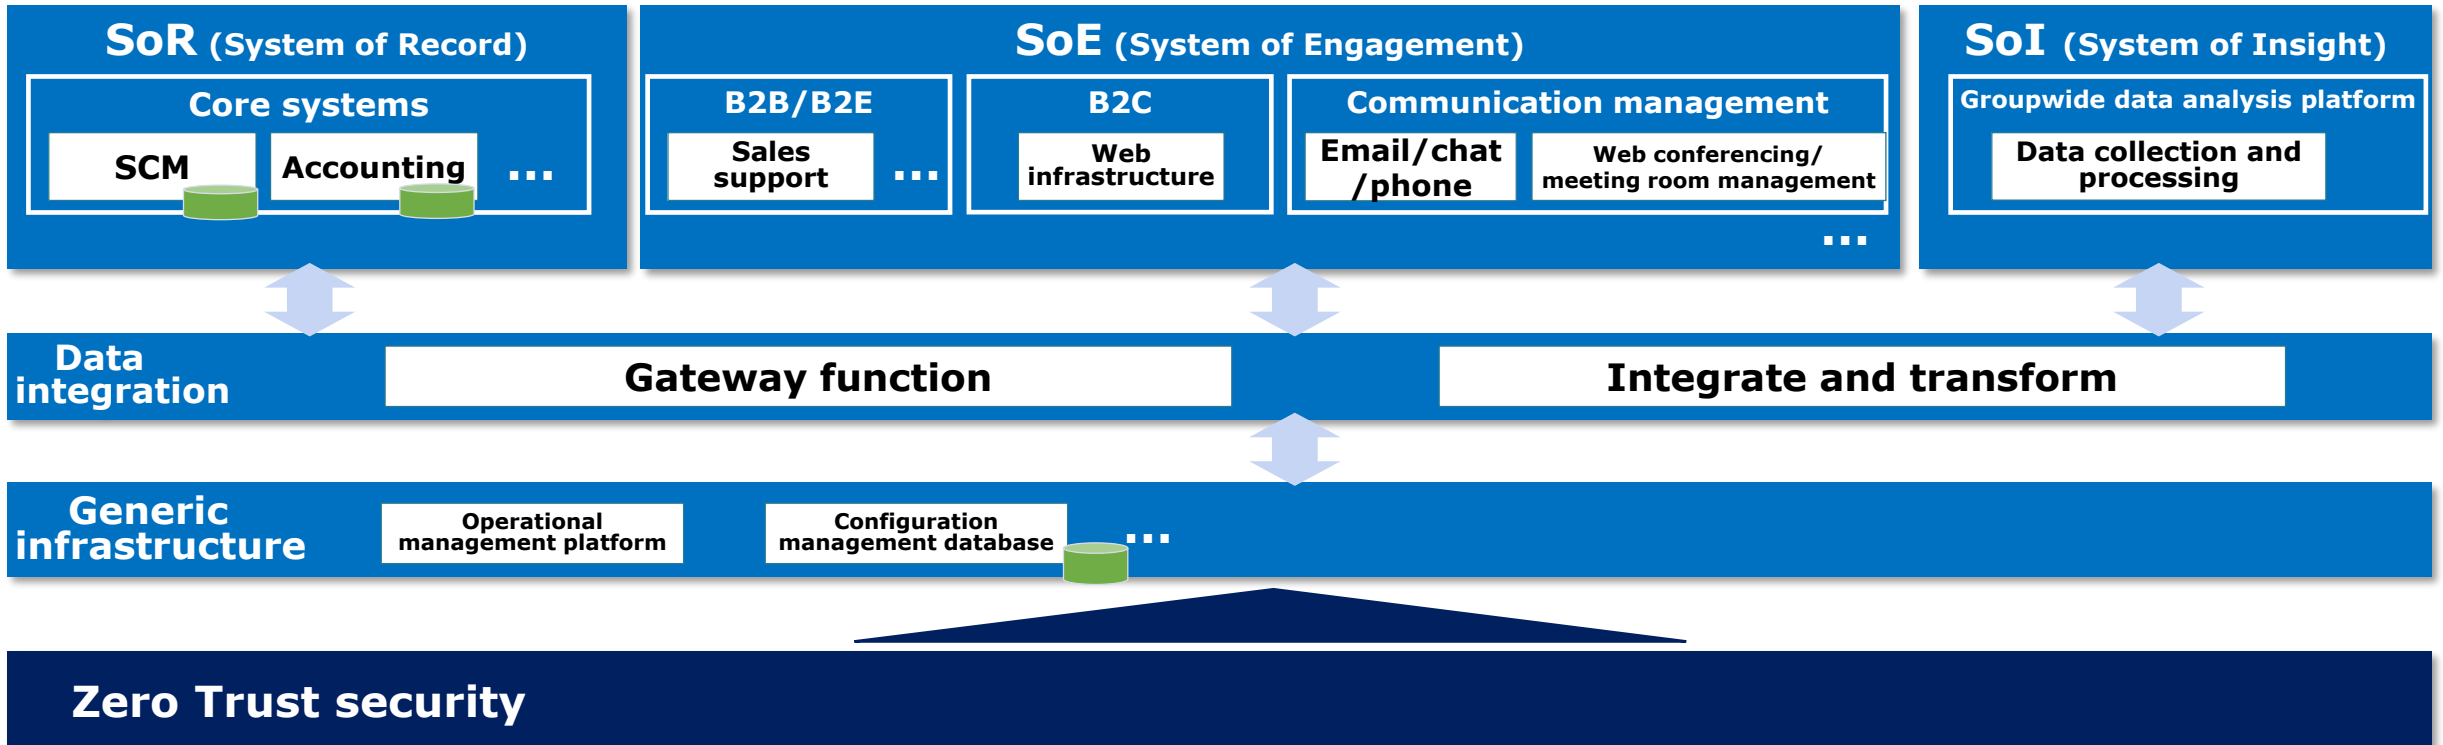 SoR (System of Record)
Core systems
SCM
Accounting
...
SoE (System of Engagement)
B2B/B2E
Sales
support
...
B2C
Web
infrastructure
Communication management
Email/chat
/phone
Web conferencing/
meeting room management
...
SoI (System of Insight)
Groupwide data analysis platform
Data collection and
processing
Data
integration
Gateway function
Integrate and transform
Generic
infrastructure
Operational
management platform
Configuration
management database
...
Zero Trust security